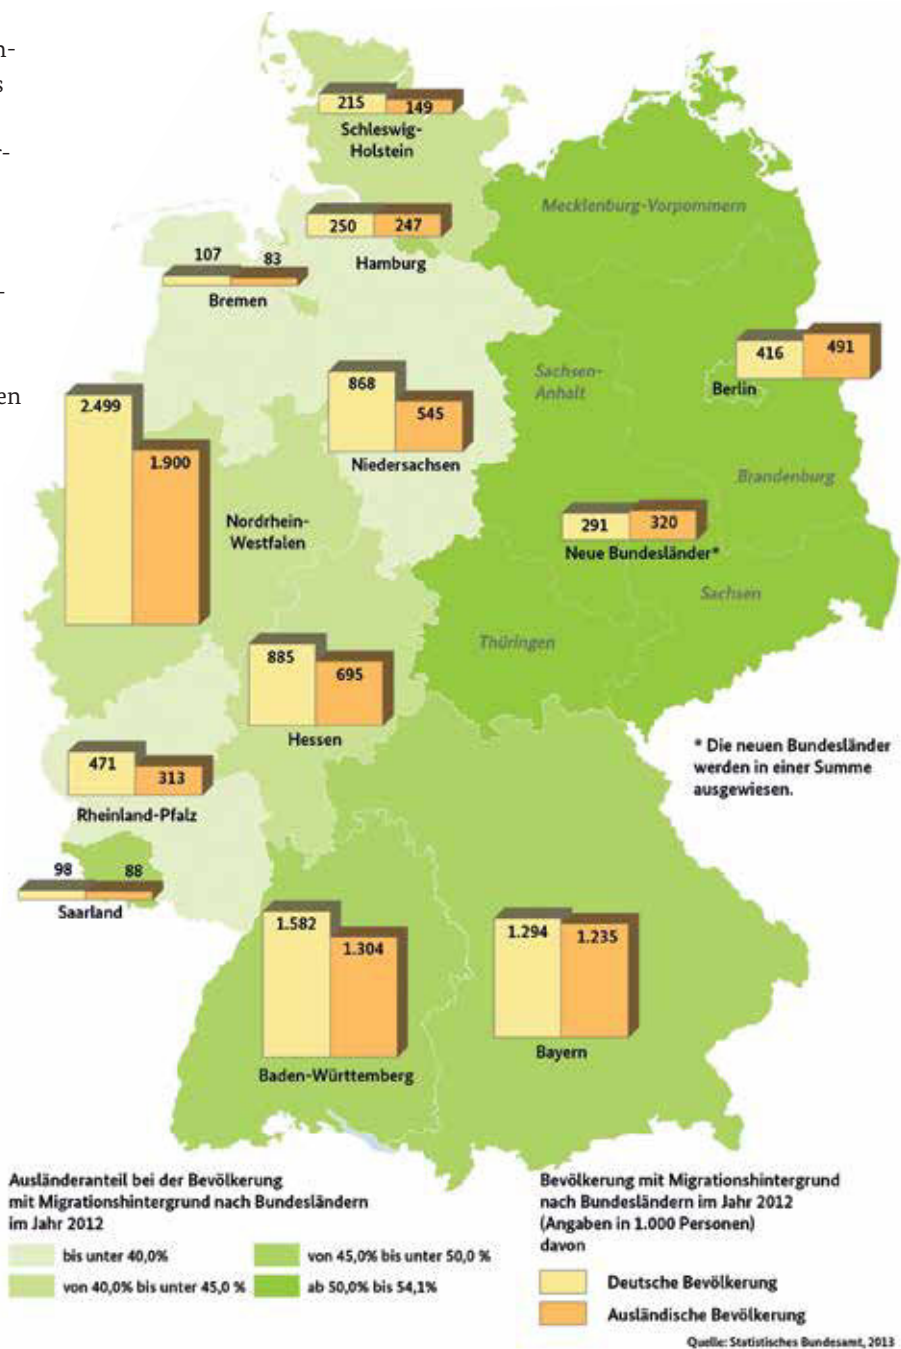 n-
s
r-
-
en
215
149
Schleswig-
Holstein
Mecklenburg-Vorpommern
250
247
Hamburg
107
83
Bremen
416
491
Berlin
Sachsen-
Anhalt
868
545
Niedersachsen
2.499
1.900
Nordrhein-
Westfalen
Brandenburg
291
320
Neue Bundesländer*
Sachsen
Thüringen
885
695
Hessen
* Die neuen Bundesländer
werden in einer Summe
ausgewiesen.
471
313
Rheinland-Pfalz
98
88
Saarland
1.582
1.304
Baden-Württemberg
1.294
1.235
Bayern
Ausländeranteil bei der Bevölkerung
mit Migrationshintergrund nach Bundesländern
im Jahr 2012
bis unter 40,0%
von 40,0% bis unter 45,0 %
von 45,0% bis unter 50,0 %
ab 50,0% bis 54,1%
Bevölkerung mit Migrationshintergrund
nach Bundesländern im Jahr 2012
(Angaben in 1.000 Personen)
davon
Deutsche Bevölkerung
Ausländische Bevölkerung
Quelle: Statistisches Bundesamt, 2013